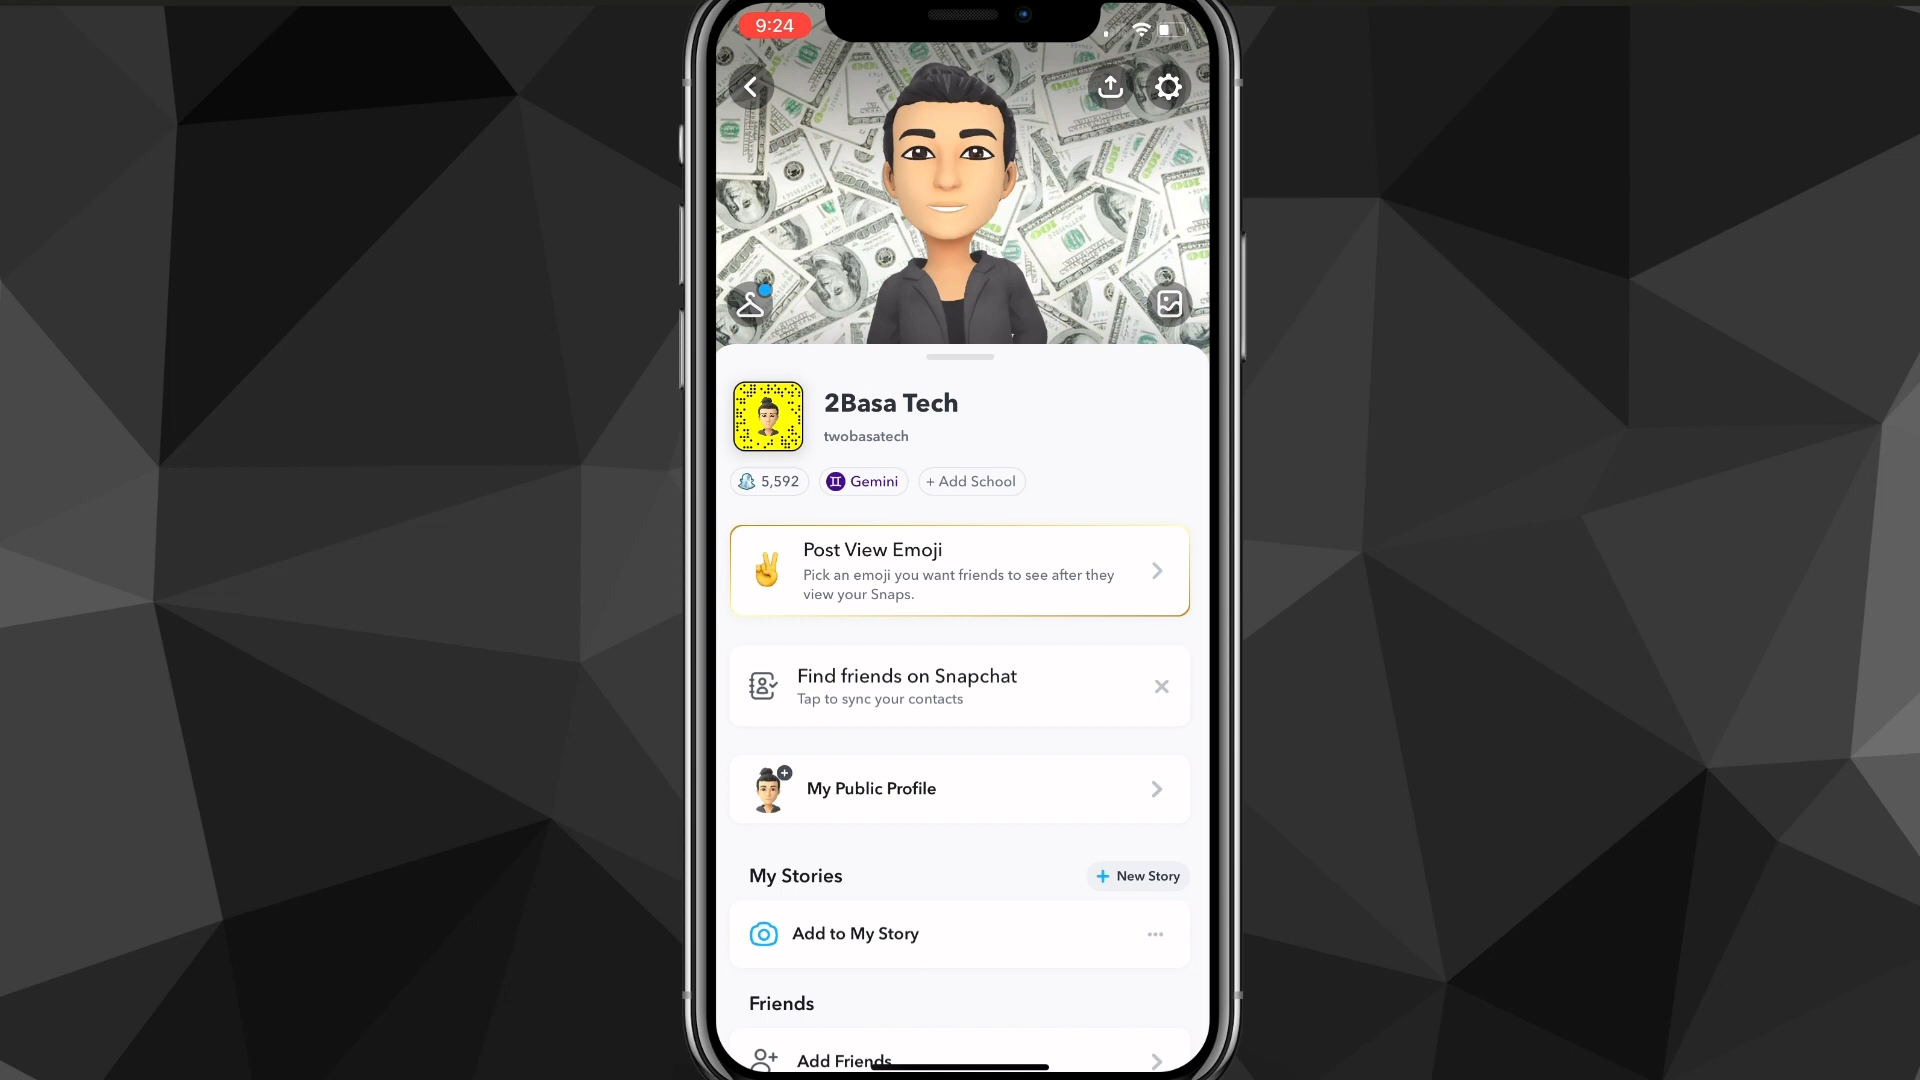 9:24
2Basa Tech
twobasatech
5,592
Gemini
+ Add School
Post View Emoji
Pick an emoji you want friends to see after they
view your Snaps.
Find friends on Snapchat
Tap to sync your contacts
My Public Profile
My Stories
+ New Story
Add to My Story
Friends
Add Friends